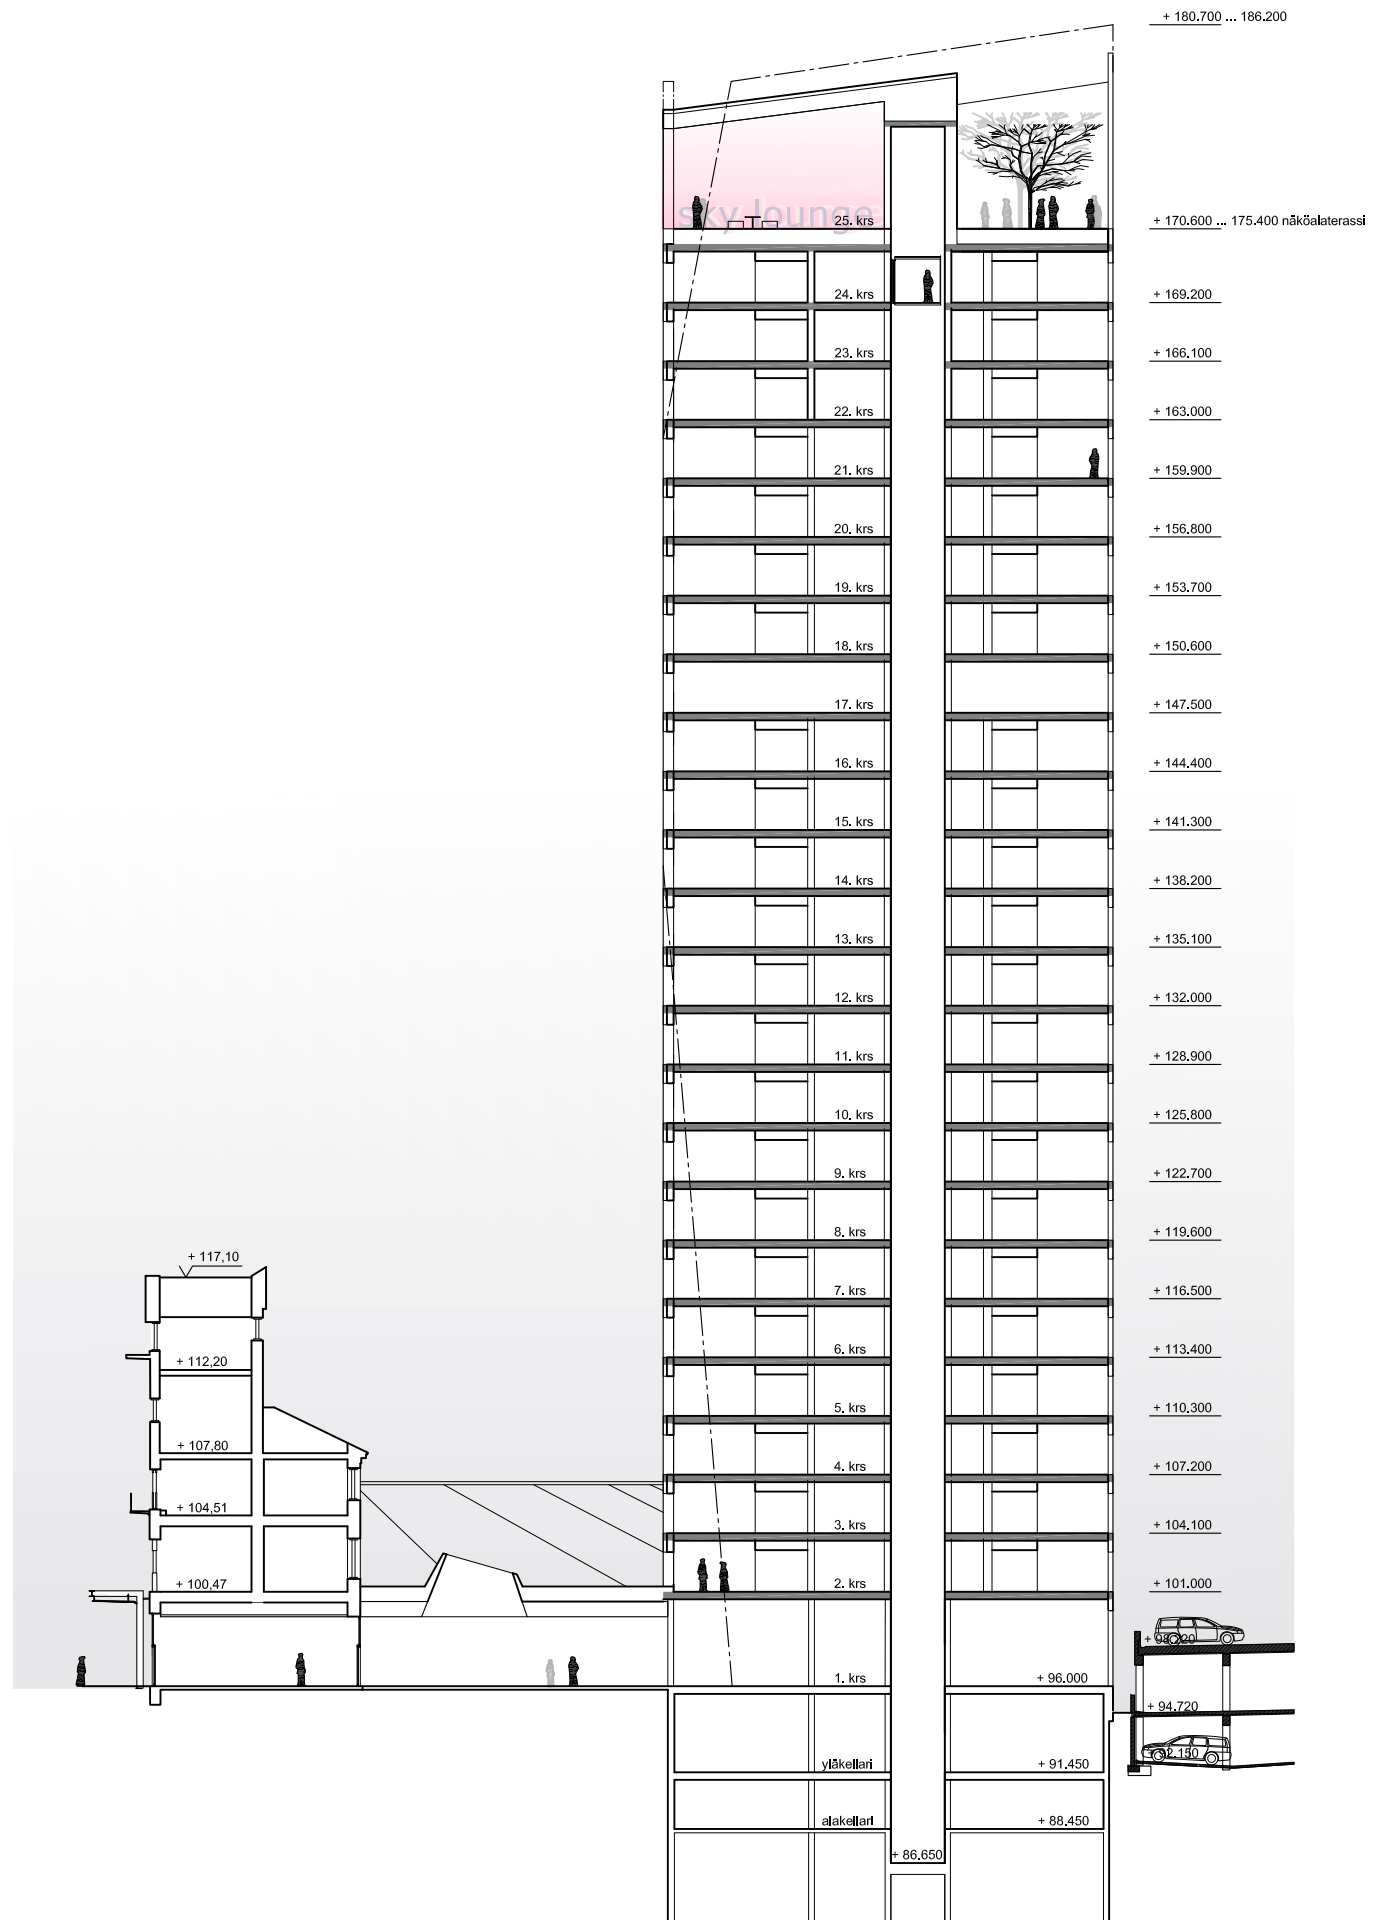 + 180.700 ... 186.200
sky lounge
25. krs
+ 170.600 ... 175.400 näköalaterassi
24. krs
+ 169.200
23. krs
+ 166.100
22. krs
+ 163.000
21. krs
+ 159.900
20. krs
+ 156.800
19. krs
+ 153.700
18. krs
+ 150.600
17. krs
+ 147.500
16. krs
+ 144.400
15. krs
+ 141.300
14. krs
+ 138.200
13. krs
+ 135.100
12. krs
+ 132.000
11. krs
+ 128.900
10. krs
+ 125.800
9. krs
+ 122.700
8. krs
+ 119.600
+ 117,10
7. krs
+ 116.500
6. krs
+ 113.400
+ 112,20
5. krs
+ 110.300
+ 107,80
4. krs
+ 107.200
+ 104,51
3. krs
+ 104.100
+ 100,47
2. krs
+ 101.000
1. krs
+ 96.000
+ 94.720
yläkellari
+ 91.450
alakellari
+ 88.450
+ 86.650